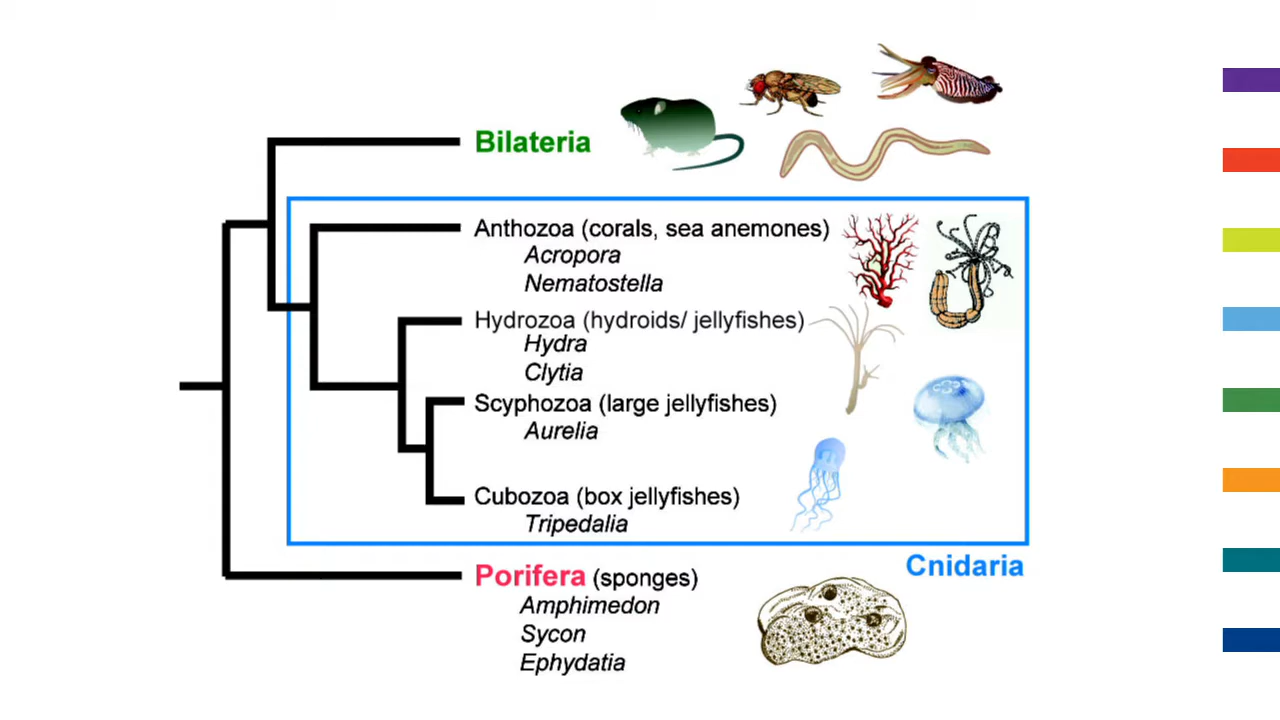 Bilateria
Anthozoa (corals, sea anemones)
Acropora
Nematostella
Hydrozoa (hydroids/ jellyfishes)
Hydra
Clytia
Scyphozoa (large jellyfishes)
Aurelia
Cubozoa (box jellyfishes)
Tripedalia
Cnidaria
Porifera (sponges)
Amphimedon
Sycon
Ephydatia